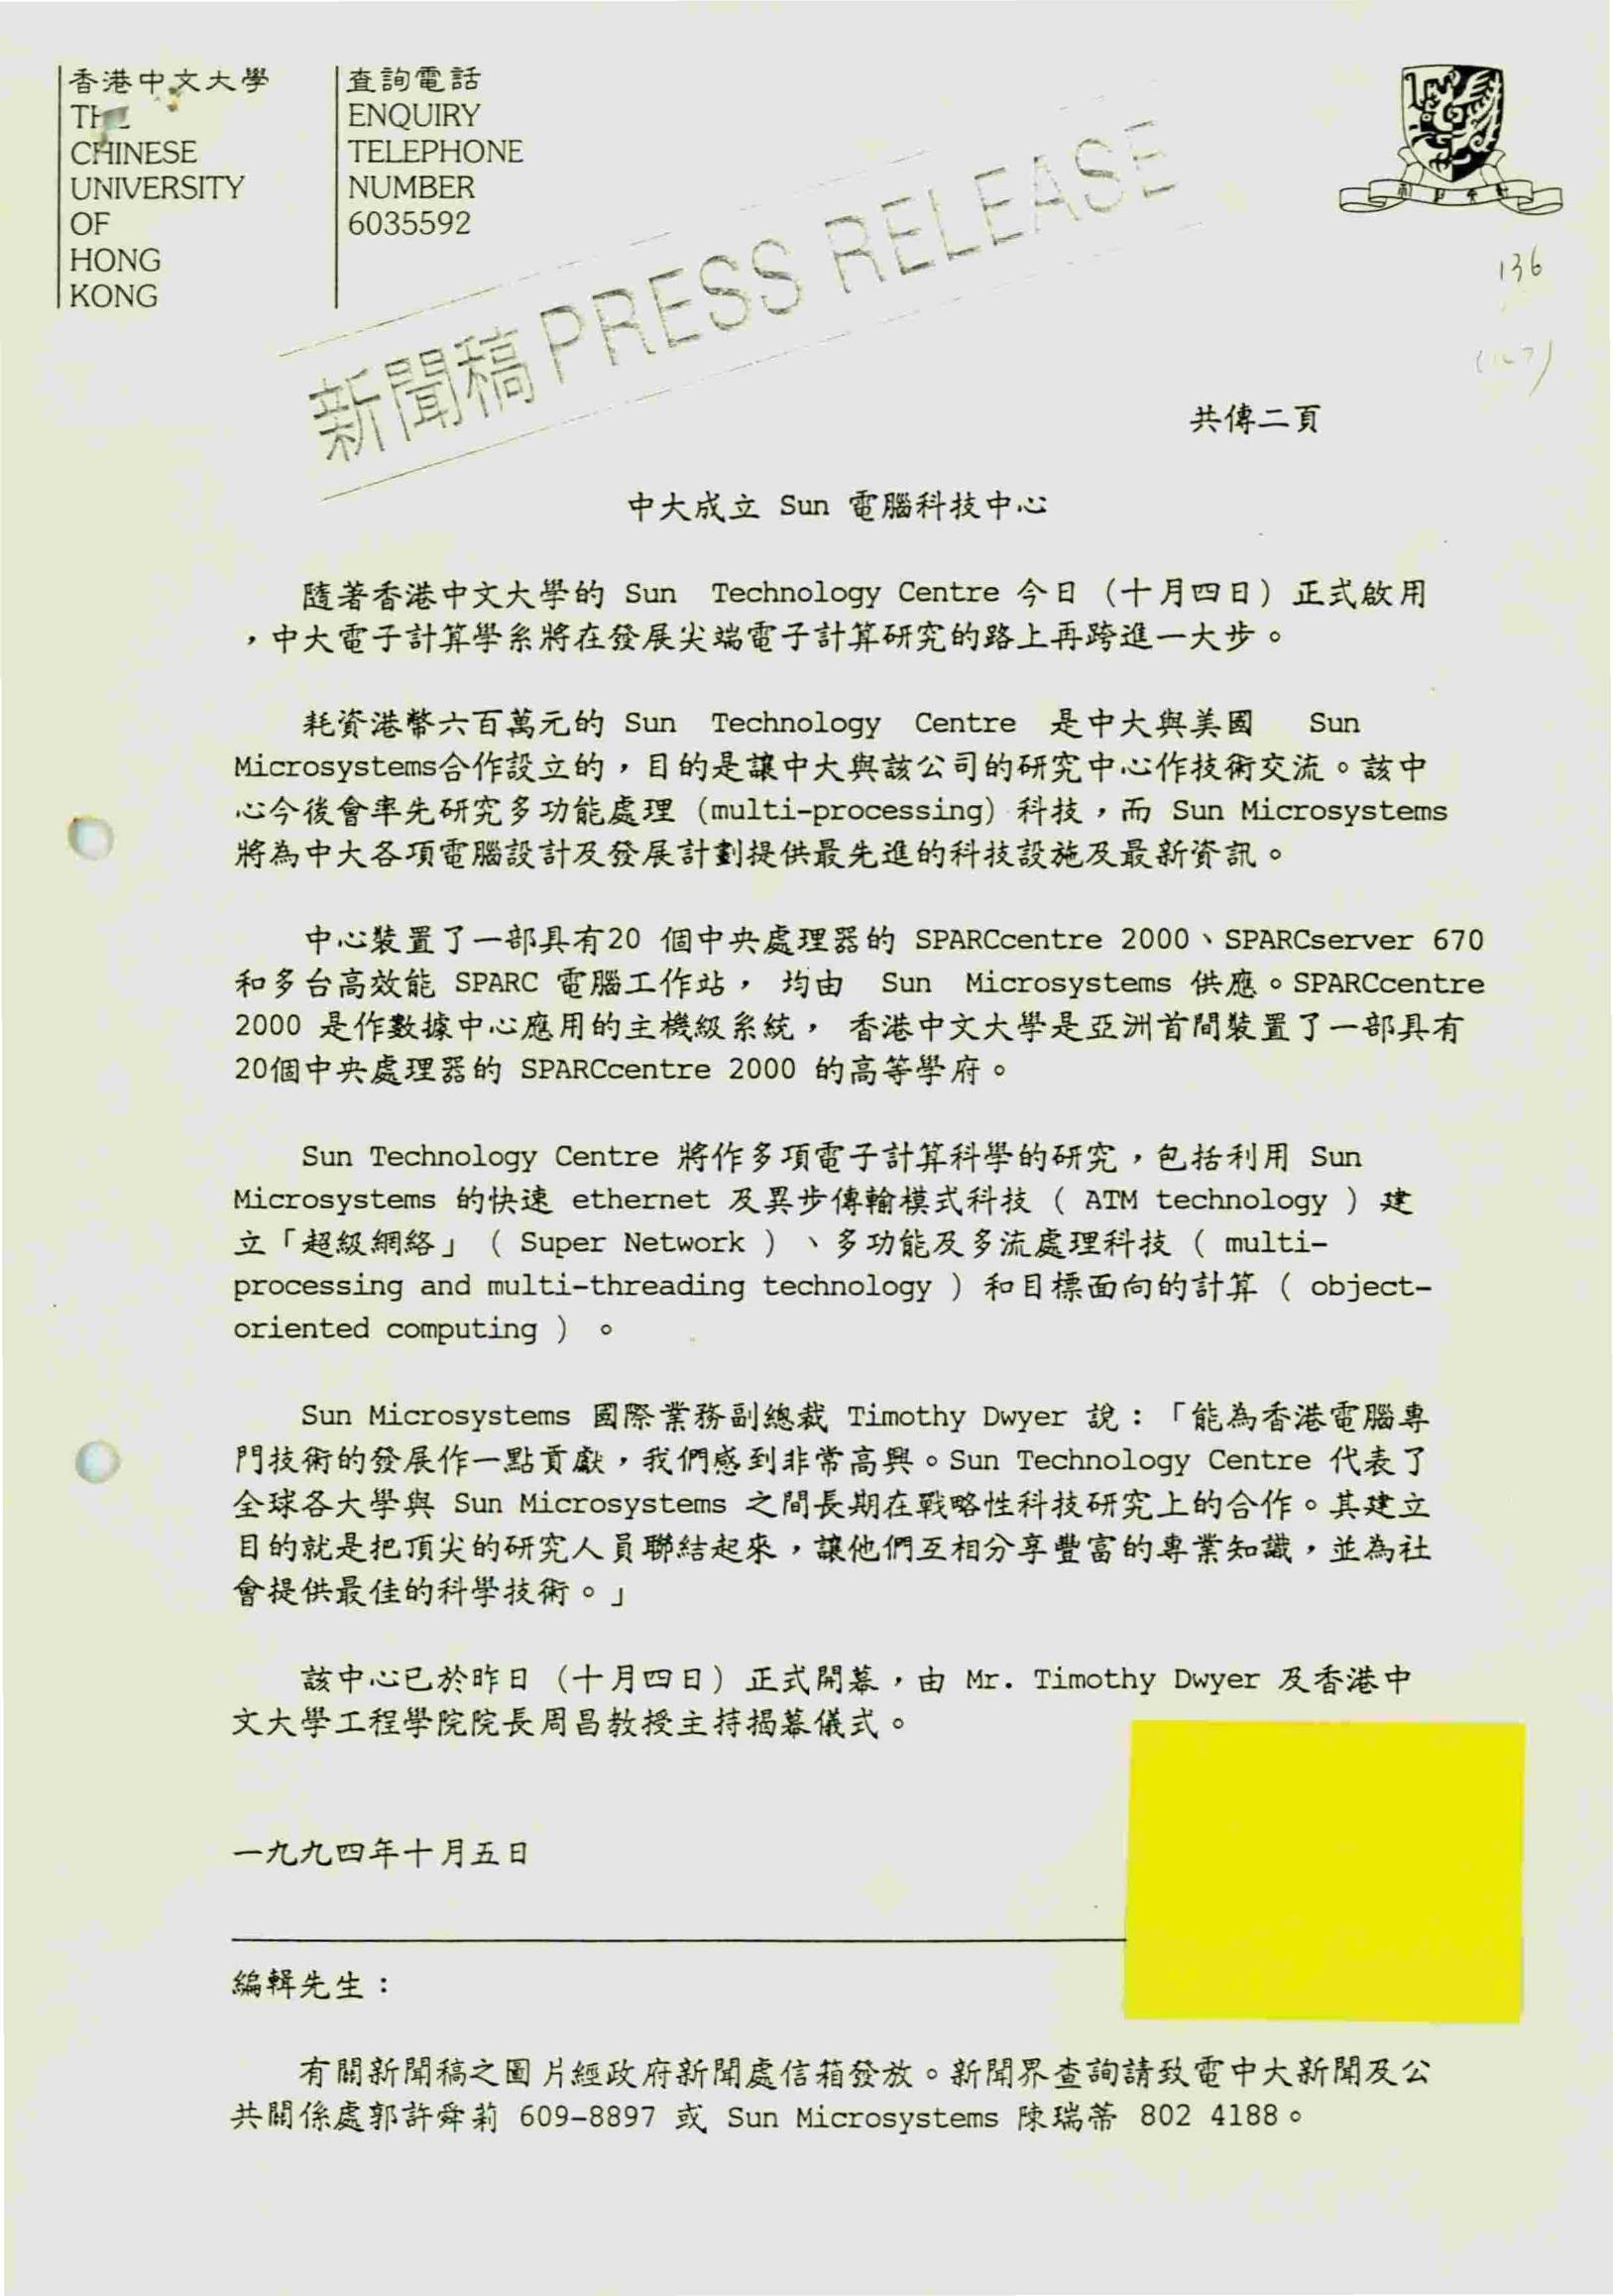 香港中文大學
THE
CHINESE
UNIVERSITY
OF
HONG
KONG
查詢電話
ENQUIRY
TELEPHONE
NUMBER
6035592
新聞稿 PRESS RELEASE
136
共傳二頁
中大成立 Sun 電腦科技中心
隨著香港中文大學的 Sun Technology Centre 今日（十月四日）正式啟用
，中大電子計算學系將在發展尖端電子計算研究的路上再跨進一大步。
耗資港幣六百萬元的 Sun Technology Centre 是中大與美國 Sun
Microsystems合作設立的，目的是讓中大與該公司的研究中心作技術交流。該中
心今後會率先研究多功能處理 (multi-processing) 科技，而 Sun Microsystems
將為中大各項電腦設計及發展計劃提供最先進的科技設施及最新資訊。
中心裝置了一部具有20 個中央處理器的 SPARCcentre 2000、SPARCserver 670
和多台高效能 SPARC 電腦工作站， 均由 Sun Microsystems 供應。SPARCcentre
2000 是作數據中心應用的主機級系統， 香港中文大學是亞洲首間裝置了一部具有
20個中央處理器的 SPARCcentre 2000 的高等學府。
Sun Technology Centre 將作多項電子計算科學的研究，包括利用 Sun
Microsystems 的快速 ethernet 及異步傳輸模式科技 ( ATM technology ) 建
立「超級網絡」 ( Super Network ) 、多功能及多流處理科技 ( multi-
processing and multi-threading technology ) 和目標面向的計算 ( object-
oriented computing ) 。
Sun Microsystems 國際業務副總裁 Timothy Dwyer 說：「能為香港電腦專
門技術的發展作一點貢獻，我們感到非常高興。Sun Technology Centre 代表了
全球各大學與 Sun Microsystems 之間長期在戰略性科技研究上的合作。其建立
目的就是把頂尖的研究人員聯結起來，讓他們互相分享豐富的專業知識，並為社
會提供最佳的科學技術。」
該中心已於昨日（十月四日）正式開幕，由 Mr. Timothy Dwyer 及香港中
文大學工程學院院長周昌教授主持揭幕儀式。
一九九四年十月五日
編輯先生：
有關新聞稿之圖片經政府新聞處信箱發放。新聞界查詢請致電中大新聞及公
共關係處郭許舜莉 609-8897 或 Sun Microsystems 陳瑞蒂 802 4188。